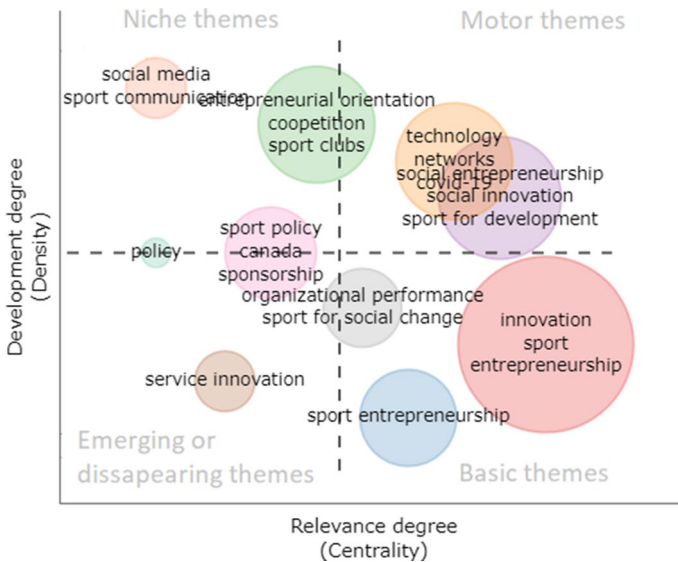 Niche themes
Motor themes
social media
sport communication
entrepreneurial orientation
coopetition
sport clubs
technology
networks
covid-19
social entrepreneurship
social innovation
sport for development
policy
sport policy
canada
sponsorship
organizational performance
sport for social change
innovation
sport
entrepreneurship
service innovation
sport entrepreneurship
Emerging or
dissapearing themes
Basic themes
Development degree
(Density)
Relevance degree
(Centrality)